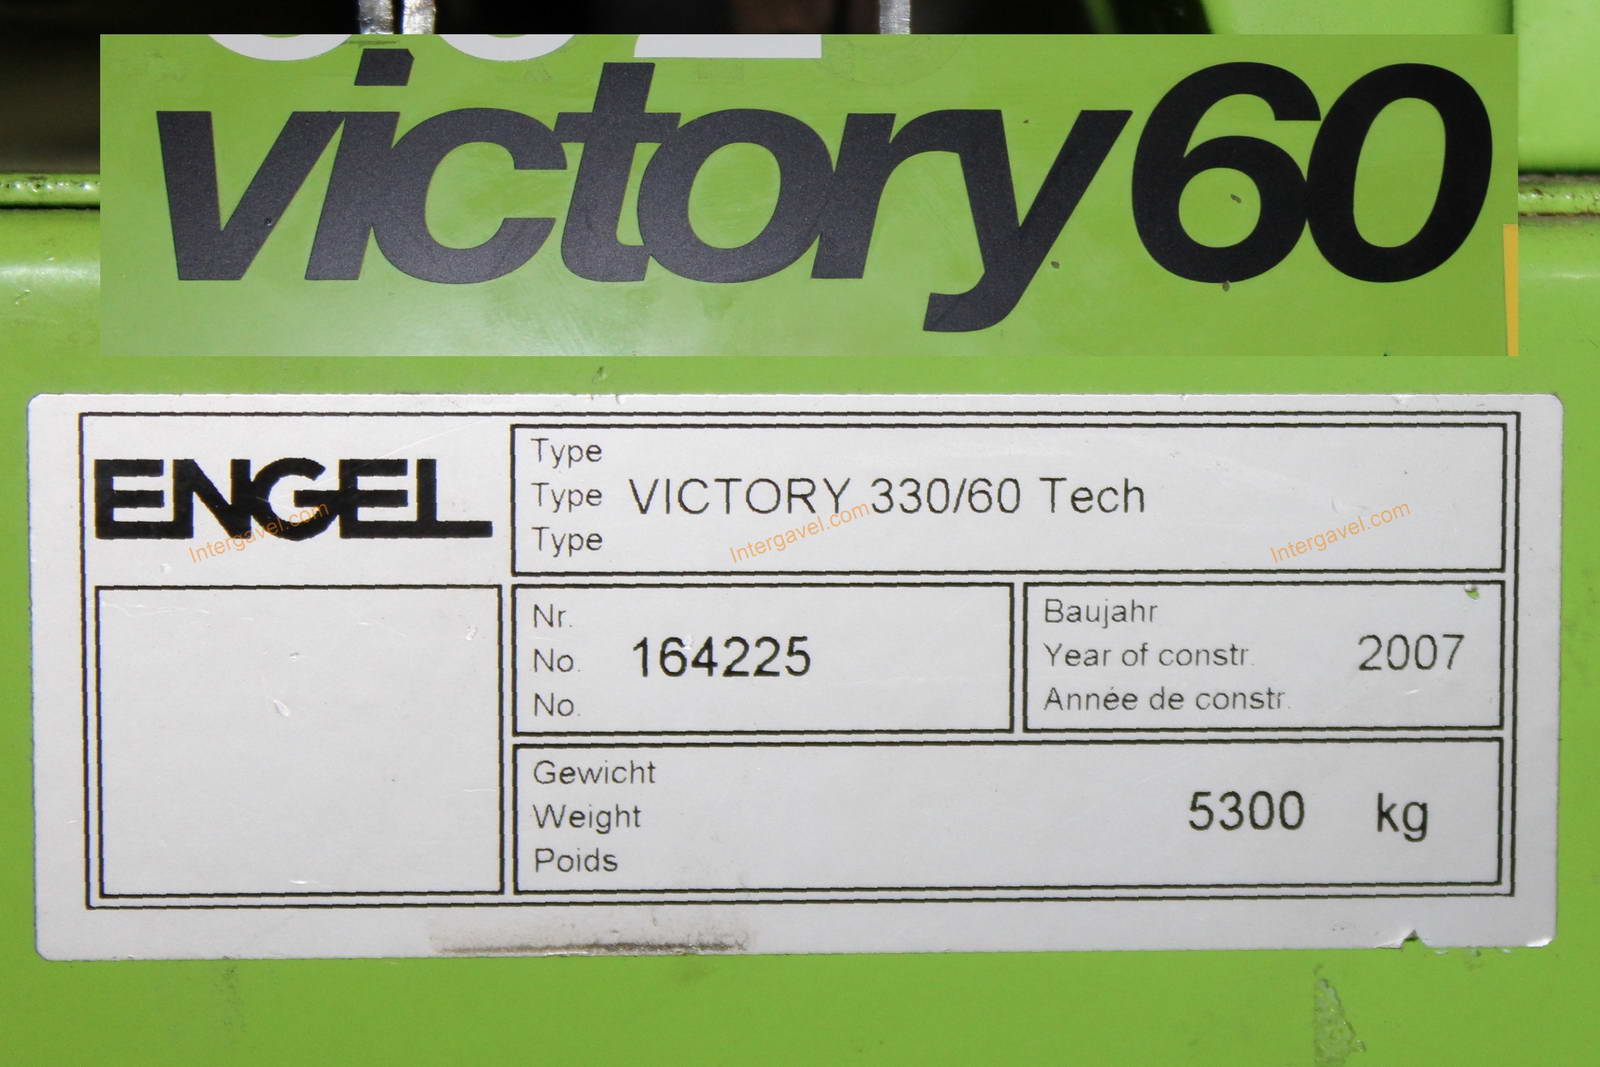 victory60
ENGEL
Type
Type VICTORY 330/60 Tech
Type
Intergavel.com Intergavel.com Intergavel.com
Nr.
No. 164225
No.
Baujahr
Year of constr. 2007
Année de constr.
Gewicht
Weight 5300 kg
Poids